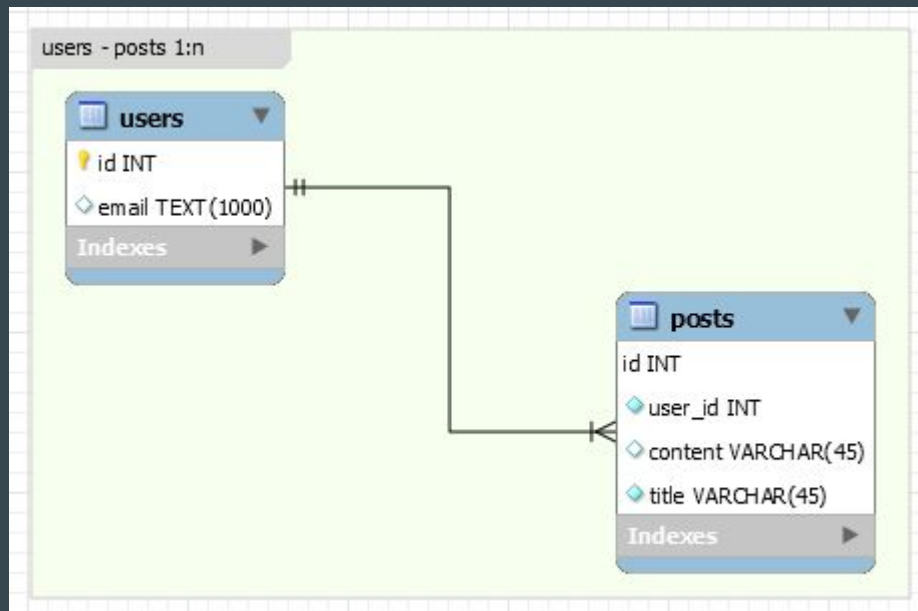 users - posts 1:n
users
id INT
email TEXT(1000)
Indexes
posts
id INT
user_id INT
content VARCHAR(45)
title VARCHAR(45)
Indexes